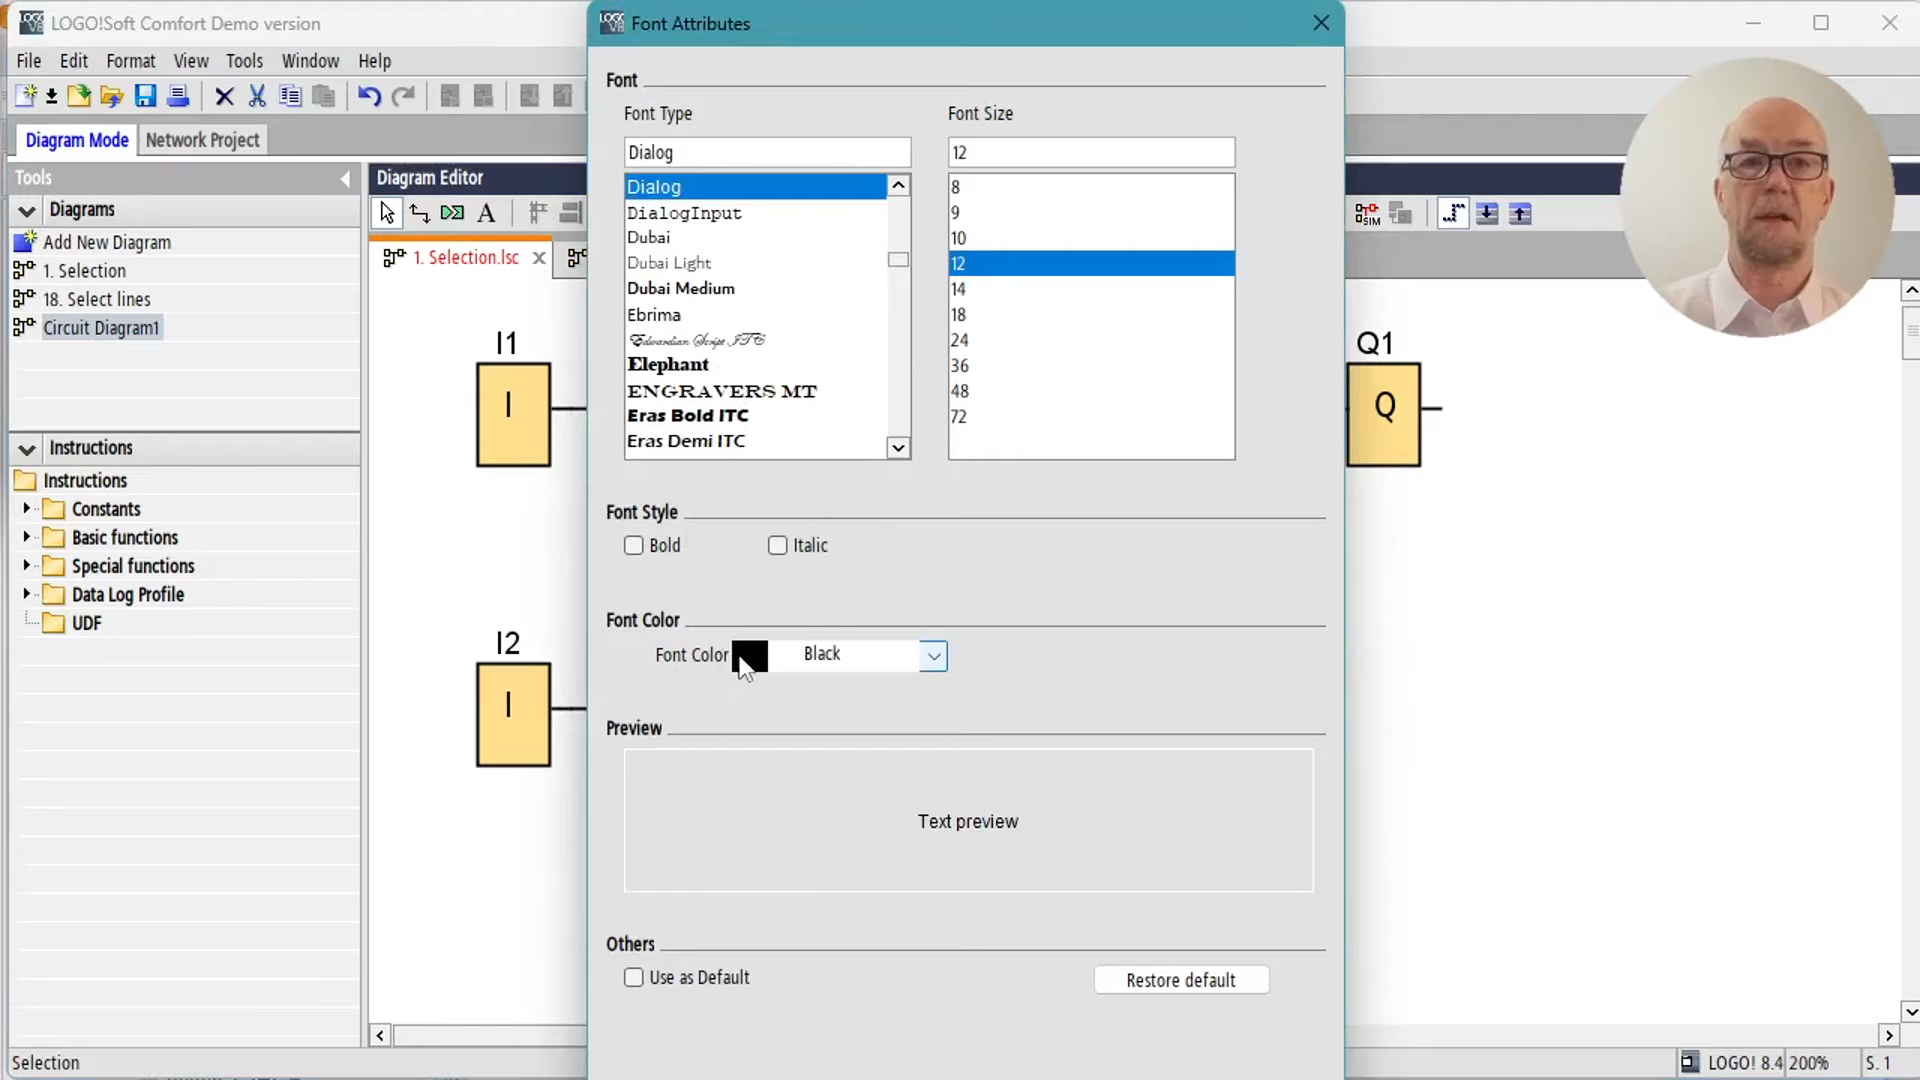 LOGO!Soft Comfort Demo version
File Edit Format View Tools Window Help
Diagram Mode Network Project
Tools
Diagrams
Add New Diagram
1. Selection
18. Select lines
Circuit Diagram1
Instructions
Instructions
Constants
Basic functions
Special functions
Data Log Profile
UDF
Diagram Editor
A
1. Selection.lsc
I1
I
I2
I
Font Attributes
Font
Font Type
Dialog
Dialog
DialogInput
Dubai
Dubai Light
Dubai Medium
Ebrima
Edwardian Script ITC
Elephant
ENGRAVERS MT
Eras Bold ITC
Eras Demi ITC
Font Size
12
8
9
10
12
14
18
24
36
48
72
Font Style
Bold Italic
Font Color
Font Color Black
Preview
Text preview
Others
Use as Default Restore default
SIM
Q1
Q
Selection
LOGO! 8.4 200% S. 1